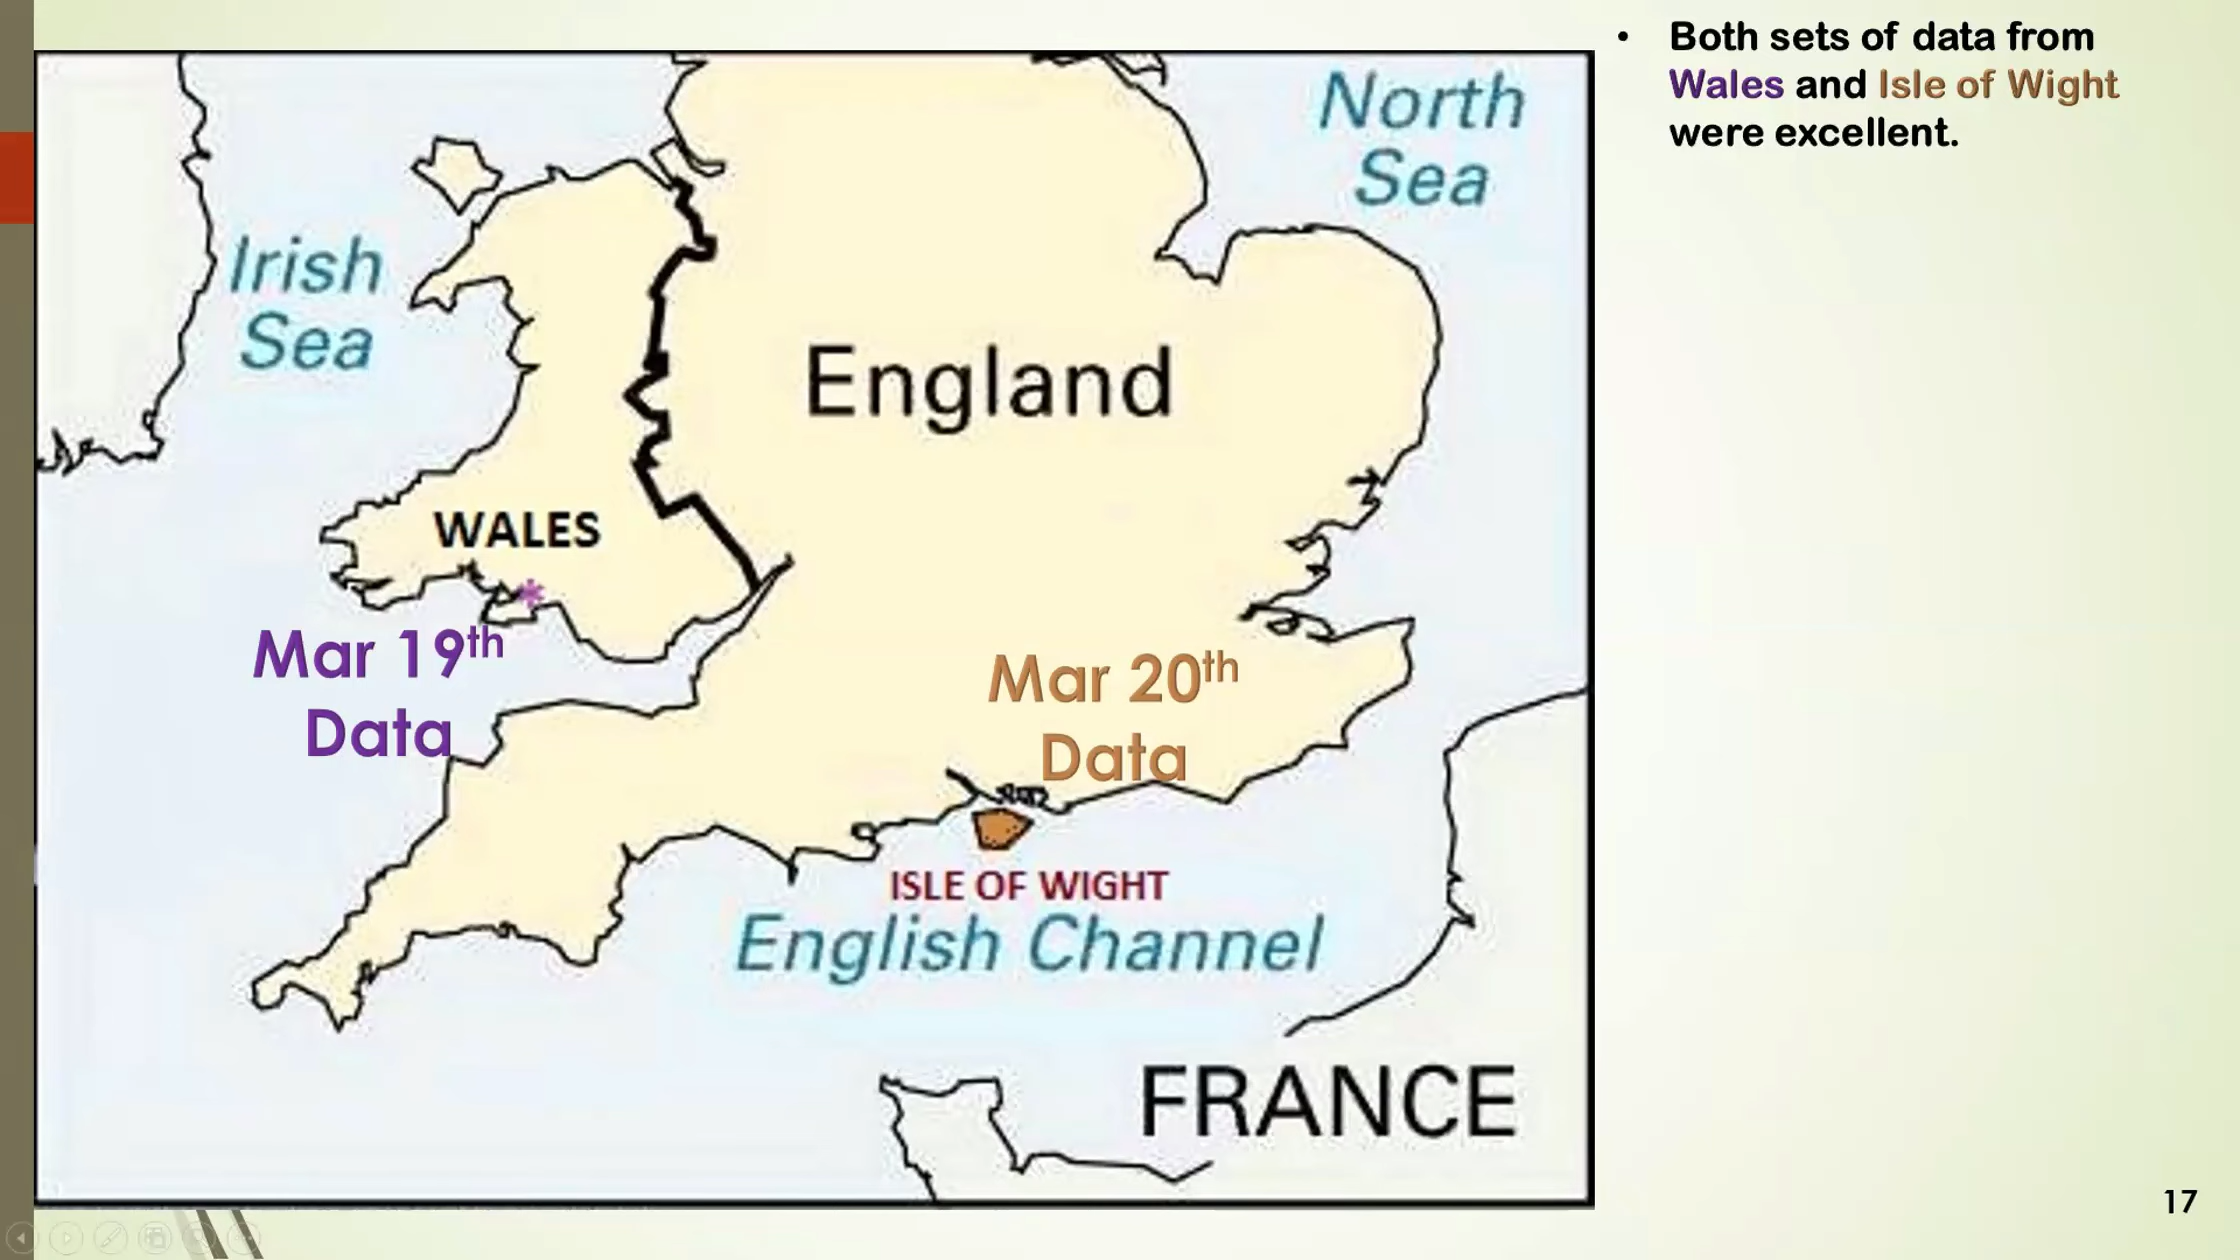 • Both sets of data from
Wales and Isle of Wight
were excellent.
North
Sea
Irish
Sea
England
WALES
Mar 19th
Data
Mar 20th
Data
ISLE OF WIGHT
English Channel
FRANCE
17